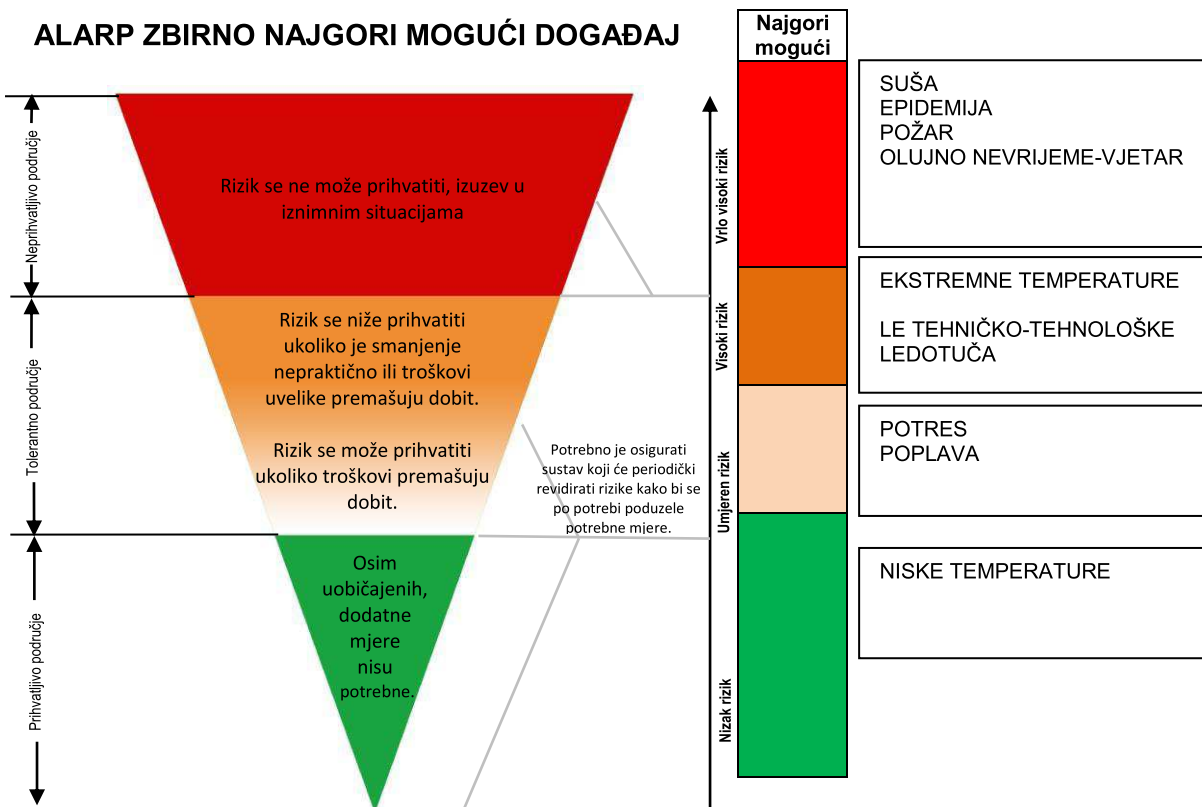 ALARP ZBIRNO NAJGORI MOGUĆI DOGAĐAJ
Neprihvatljivo područje
Tolerantno područje
Prihvatljivo područje
Rizik se ne može prihvatiti, izuzev u
iznimnim situacijama
Rizik se niže prihvatiti
ukoliko je smanjenje
nepraktično ili troškovi
uvelike premašuju dobit.
Rizik se može prihvatiti
ukoliko troškovi premašuju
dobit.
Osim
uobičajenih,
dodatne
mjere
nisu
potrebne.
Potrebno je osigurati
sustav koji će periodički
revidirati rizike kako bi se
po potrebi poduzele
potrebne mjere.
Vrlo visoki rizik
Visoki rizik
Umjeren rizik
Nizak rizik
Najgori
mogući
SUŠA
EPIDEMIJA
POŽAR
OLUJNO NEVRIJEME-VJETAR
EKSTREMNE TEMPERATURE
LE TEHNIČKO-TEHNOLOŠKE
LEDOTUČA
POTRES
POPLAVA
NISKE TEMPERATURE